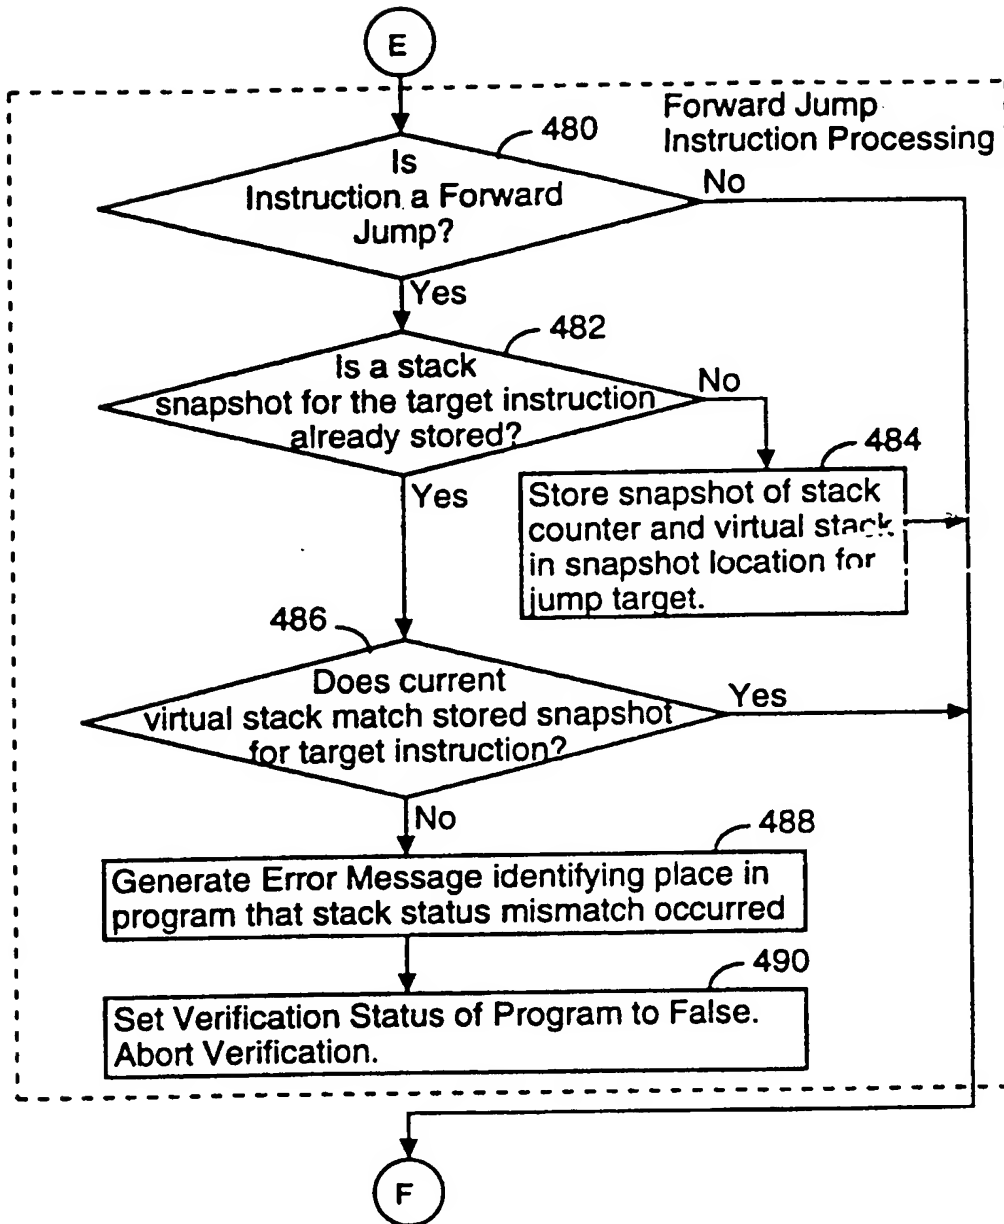 E
Forward Jump
Instruction Processing
480
Is
Instruction a Forward
Jump?
No
Yes
482
Is a stack
snapshot for the target instruction
already stored?
No
Yes
484
Store snapshot of stack
counter and virtual stack
in snapshot location for
jump target.
486
Does current
virtual stack match stored snapshot
for target instruction?
Yes
No
488
Generate Error Message identifying place in
program that stack status mismatch occurred
490
Set Verification Status of Program to False.
Abort Verification.
F